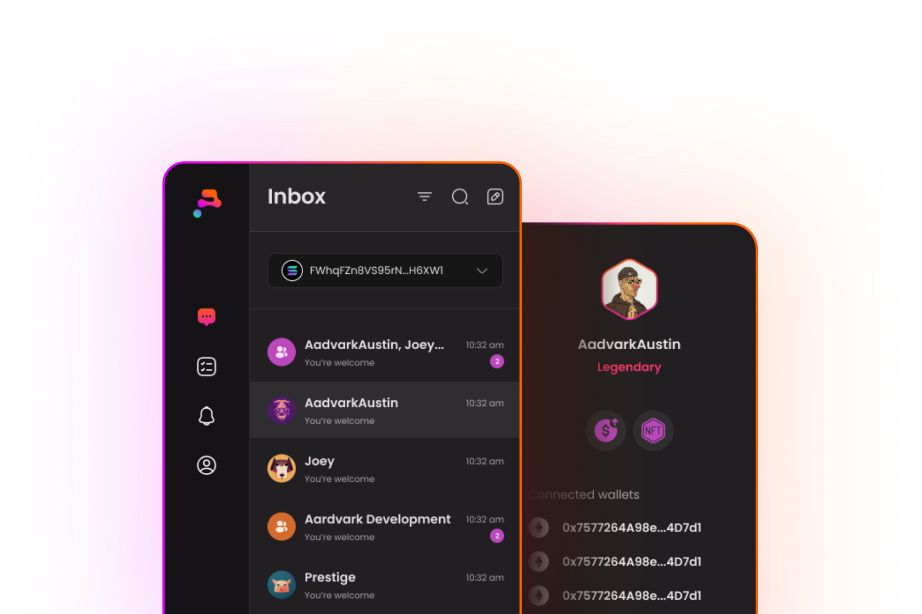 Inbox
FWhqFZn8VS95rN...H6XW1
AadvarkAustin, Joey...
10:32 am
You're welcome
2
AadvarkAustin
10:32 am
You're welcome
Joey
10:32 am
You're welcome
Aardvark Development
10:32 am
You're welcome
2
Prestige
10:32 am
You're welcome
AadvarkAustin
Legendary
$
NFT
Connected wallets
0x7577264A98e...4D7d1
0x7577264A98e...4D7d1
0x7577264A98e...4D7d1